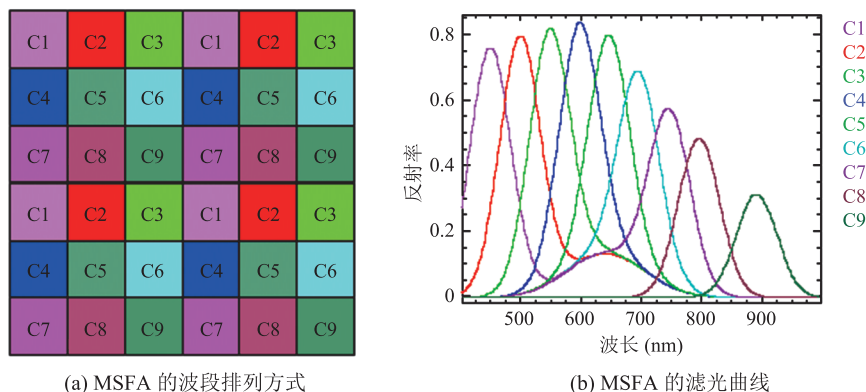 C1 C2 C3 C1 C2 C3
C4 C5 C6 C4 C5 C6
C7 C8 C9 C7 C8 C9
C1 C2 C3 C1 C2 C3
C4 C5 C6 C4 C5 C6
C7 C8 C9 C7 C8 C9
(a) MSFA 的波段排列方式
0.8
0.6
0.4
0.2
0
反射率
500 600 700 800 900
波长 (nm)
C1
C2
C3
C4
C5
C6
C7
C8
C9
(b) MSFA 的滤光曲线